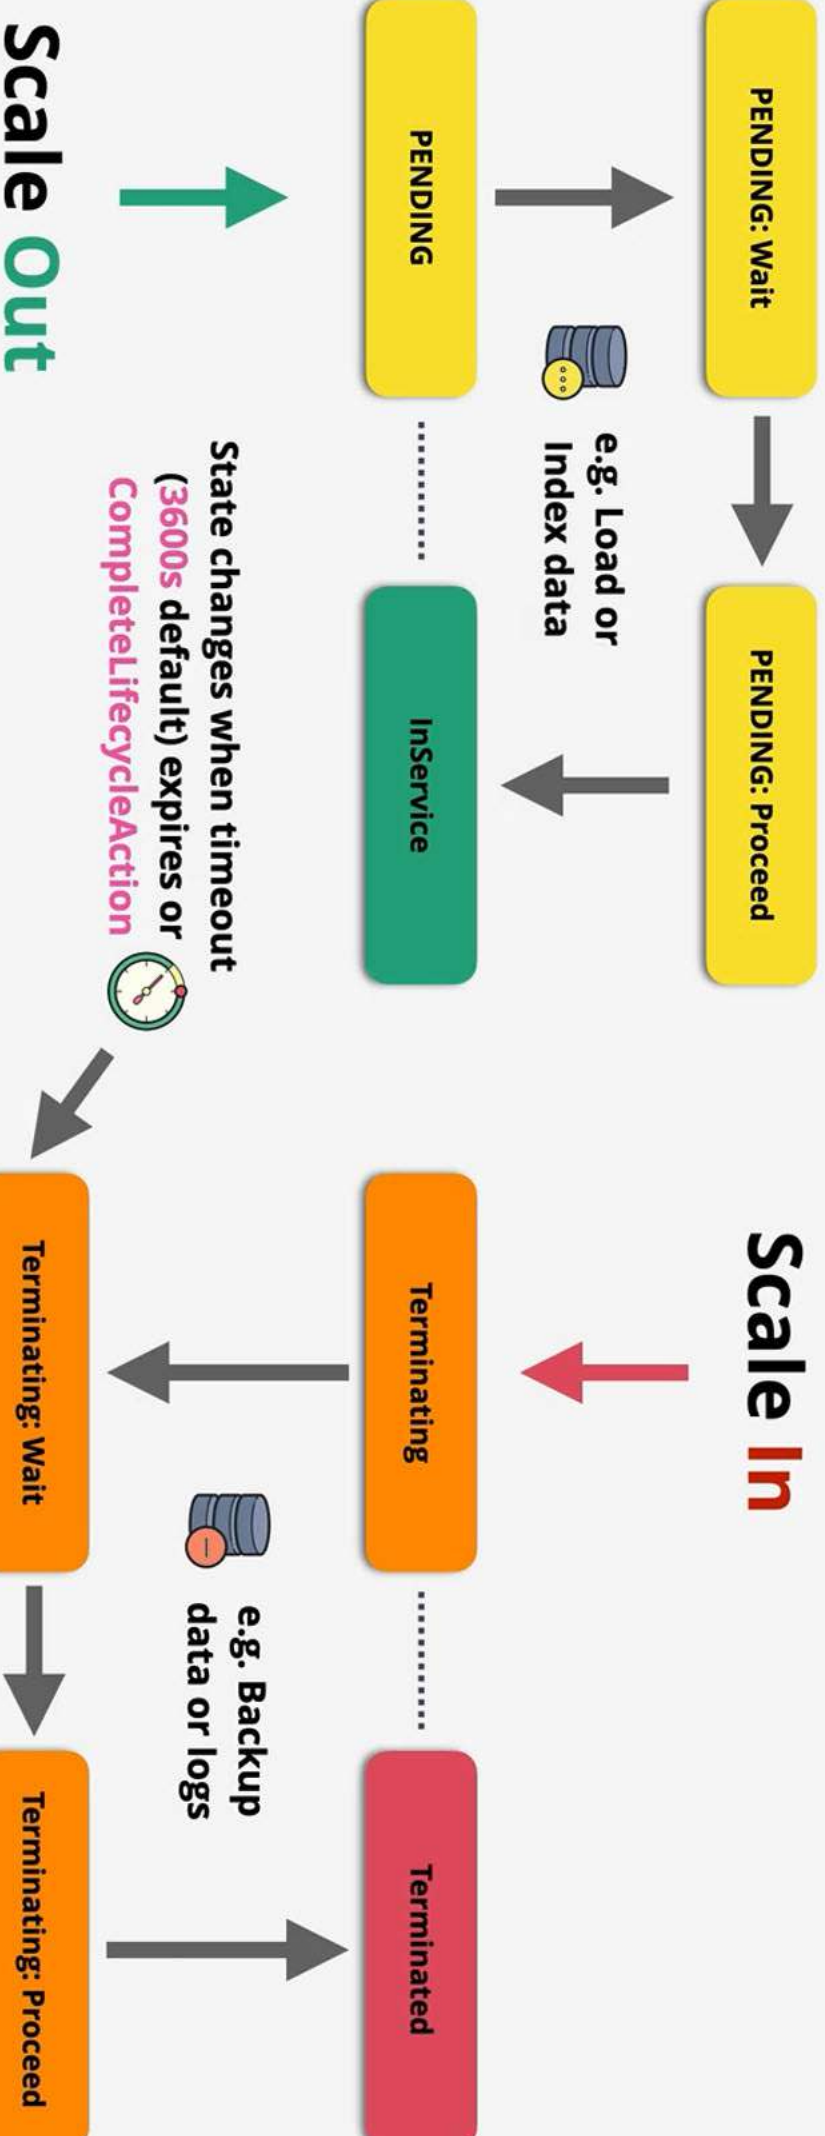 PENDING: Wait
PENDING: Proceed
Scale In
e.g. Load or
Index data
PENDING
InService
Terminating
Terminated
State changes when timeout
(3600s default) expires or
CompleteLifecycleAction
e.g. Backup
data or logs
Scale Out
Terminating: Wait
Terminating: Proceed